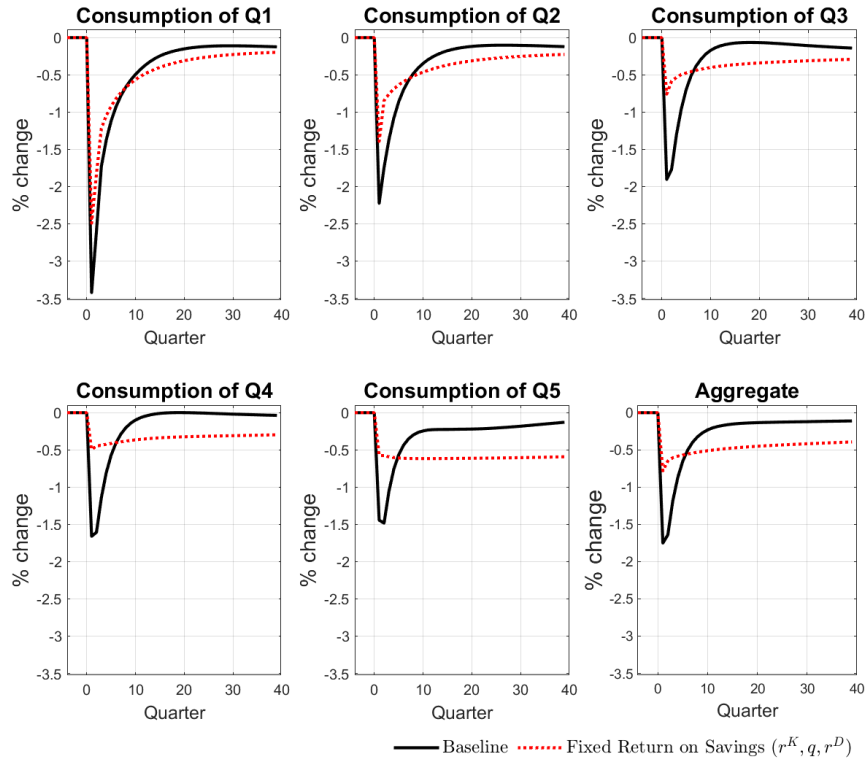 Consumption of Q1
Consumption of Q2
Consumption of Q3
0
-0.5
-1
-1.5
-2
-2.5
-3
-3.5
% change
0 10 20 30 40
Quarter
0
-0.5
-1
-1.5
-2
-2.5
-3
-3.5
% change
0 10 20 30 40
Quarter
0
-0.5
-1
-1.5
-2
-2.5
-3
-3.5
% change
0 10 20 30 40
Quarter
Consumption of Q4
Consumption of Q5
Aggregate
0
-0.5
-1
-1.5
-2
-2.5
-3
-3.5
% change
0 10 20 30 40
Quarter
0
-0.5
-1
-1.5
-2
-2.5
-3
-3.5
% change
0 10 20 30 40
Quarter
0
-0.5
-1
-1.5
-2
-2.5
-3
-3.5
% change
0 10 20 30 40
Quarter
Baseline Fixed Return on Savings (r^K, q, r^D)